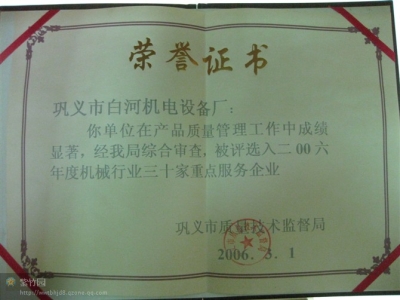 荣誉证书
巩义市白河机电设备厂：
你单位在产品质量管理工作中成绩
显著，经我局综合审查，被评选入二00六
年度机械行业三十家重点服务企业
巩义市质量技术监督局
2006.3.1
紫竹园